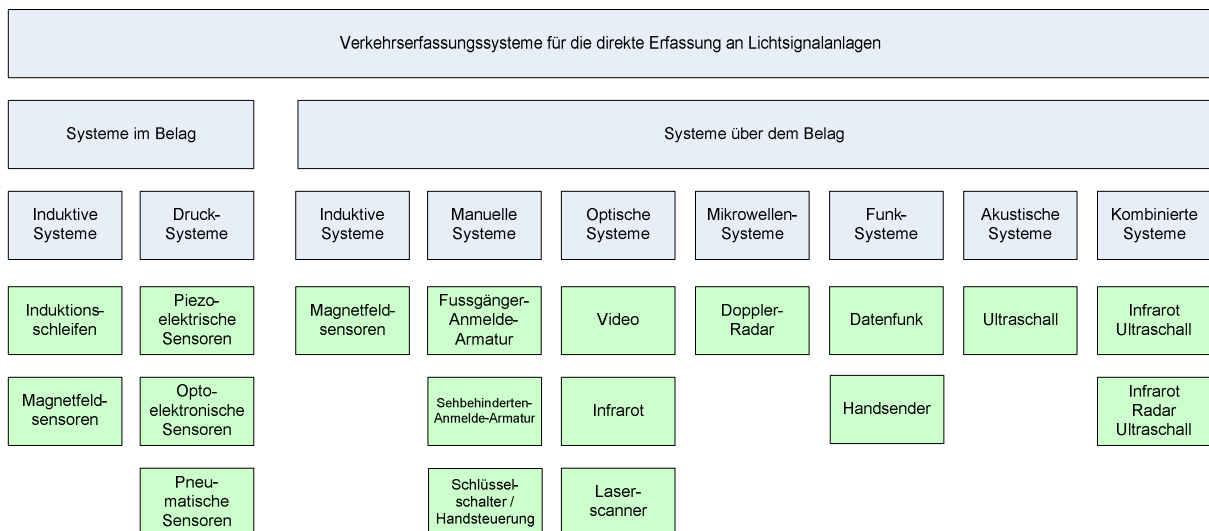 Verkehrserfassungssysteme für die direkte Erfassung an Lichtsignalanlagen
Systeme im Belag
Systeme über dem Belag
Induktive
Systeme
Druck-
Systeme
Induktive
Systeme
Manuelle
Systeme
Optische
Systeme
Mikrowellen-
Systeme
Funk-
Systeme
Akustische
Systeme
Kombinierte
Systeme
Induktions-
schleifen
Piezo-
elektrische
Sensoren
Magnetfeld-
sensoren
Fussgänger-
Anmelde-
Armatur
Video
Doppler-
Radar
Datenfunk
Ultraschall
Infrarot
Ultraschall
Magnetfeld-
sensoren
Opto-
elektronische
Sensoren
Sehbehinderten-
Anmelde-Armatur
Infrarot
Handsender
Infrarot
Radar
Ultraschall
Pneu-
matische
Sensoren
Schlüssel-
schalter /
Handsteuerung
Laser-
scanner